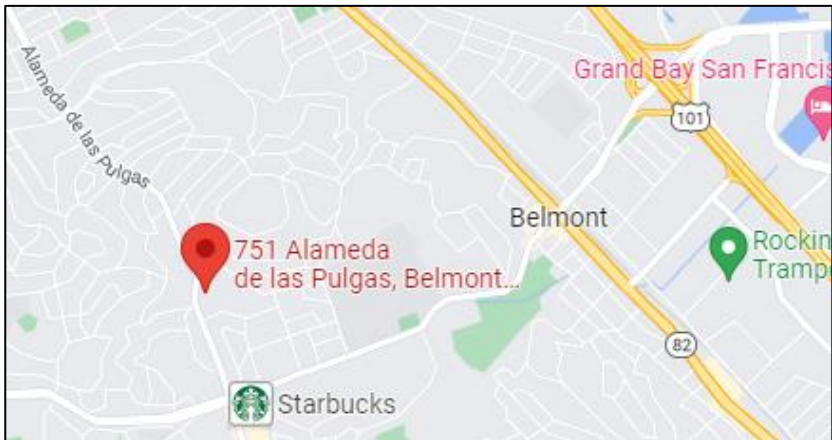 Alameda de las Pulgas
Grand Bay San Francis
101
Belmont
751 Alameda
de las Pulgas, Belmont...
Rockin
Tramp
82
Starbucks